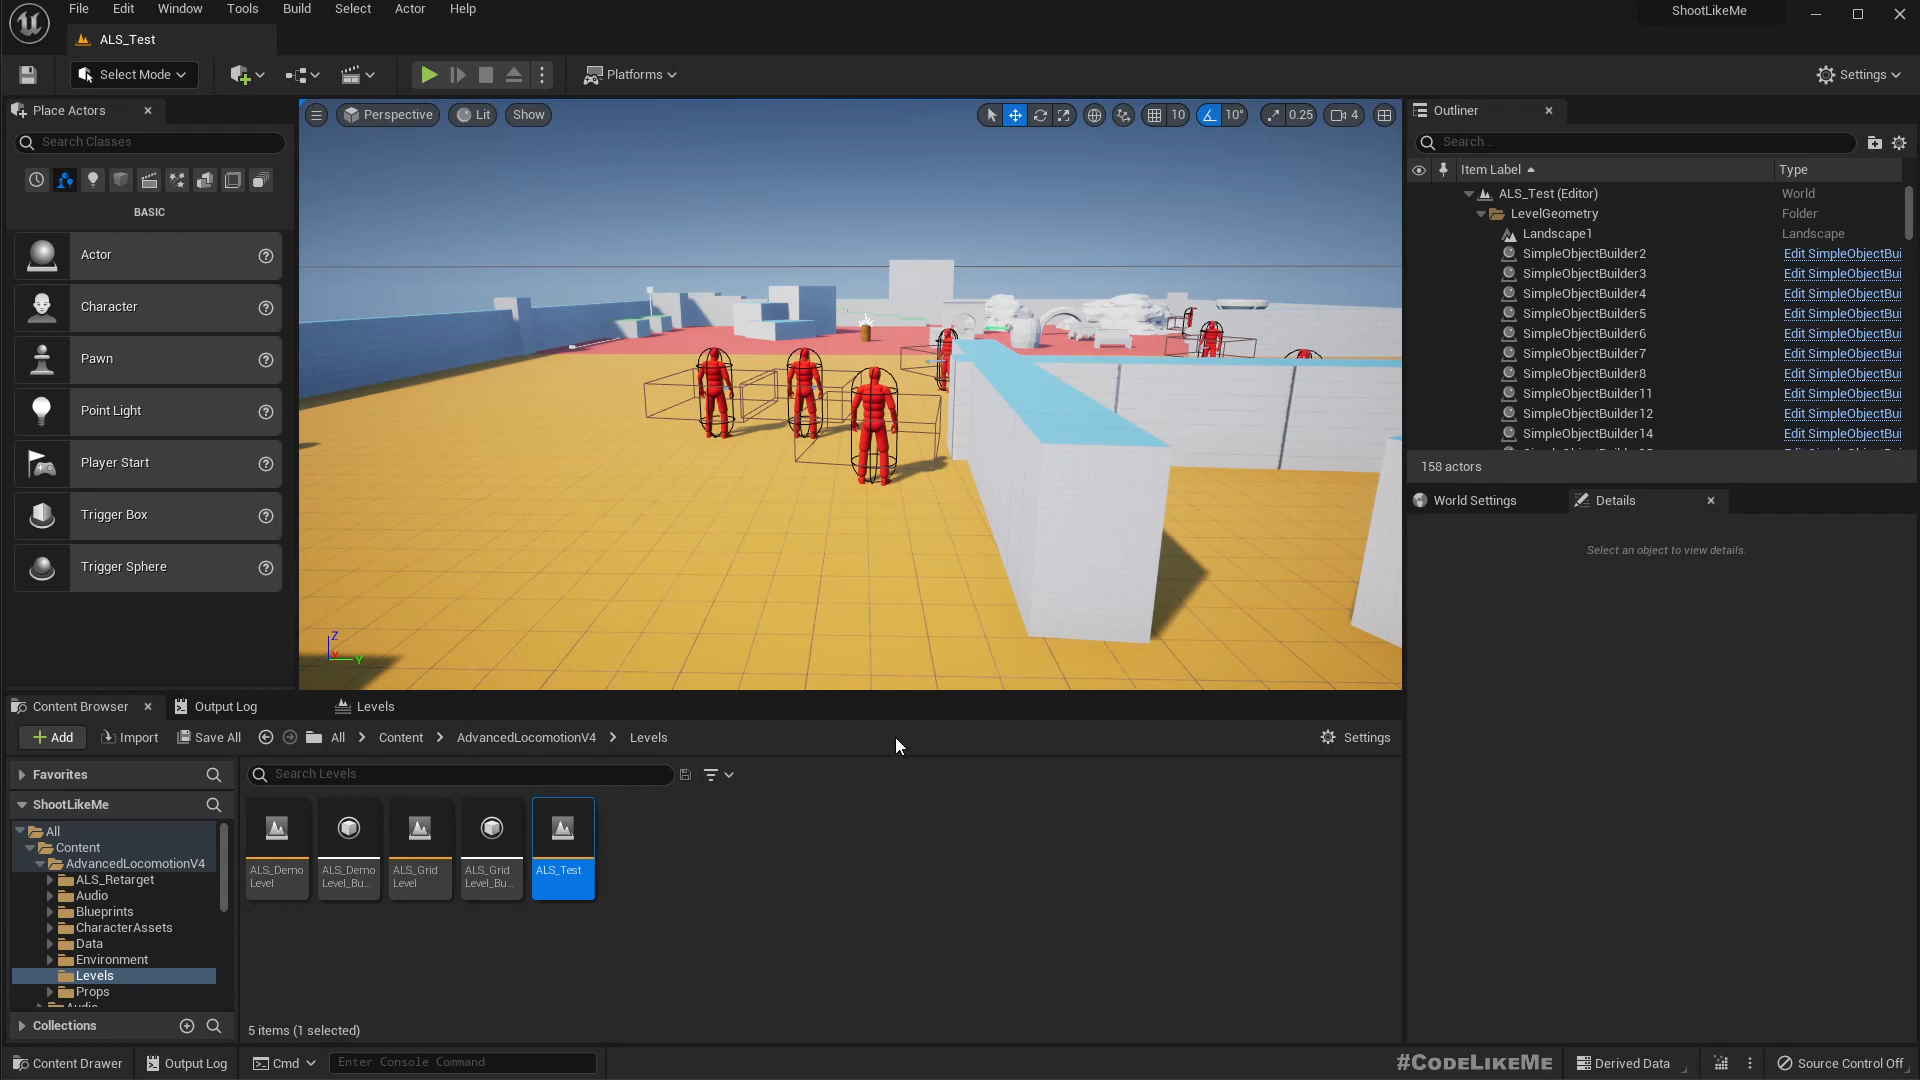 File Edit Window Tools Build Select Actor Help
ShootLikeMe
ALS_Test
Select Mode
Platforms
Settings
Place Actors
Search Classes
BASIC
Actor
Character
Pawn
Point Light
Player Start
Trigger Box
Trigger Sphere
Perspective Lit Show
10 10° 0.25 4
Z
Y
Outliner
Search...
Item Label Type
ALS_Test (Editor) World
LevelGeometry Folder
Landscape1 Landscape
SimpleObjectBuilder2 Edit SimpleObjectBui
SimpleObjectBuilder3 Edit SimpleObjectBui
SimpleObjectBuilder4 Edit SimpleObjectBui
SimpleObjectBuilder5 Edit SimpleObjectBui
SimpleObjectBuilder6 Edit SimpleObjectBui
SimpleObjectBuilder7 Edit SimpleObjectBui
SimpleObjectBuilder8 Edit SimpleObjectBui
SimpleObjectBuilder11 Edit SimpleObjectBui
SimpleObjectBuilder12 Edit SimpleObjectBui
SimpleObjectBuilder14 Edit SimpleObjectBui
158 actors
World Settings Details
Select an object to view details.
Content Browser Output Log Levels
Add Import Save All All Content AdvancedLocomotionV4 Levels Settings
Favorites
ShootLikeMe
All
Content
AdvancedLocomotionV4
ALS_Retarget
Audio
Blueprints
CharacterAssets
Data
Environment
Levels
Props
Collections
Search Levels
ALS_Demo
Level
ALS_Demo
Level_Bu...
ALS_Grid
Level
ALS_Grid
Level_Bu...
ALS_Test
5 items (1 selected)
Content Drawer Output Log Cmd Enter Console Command
#CODELIKEME
Derived Data Source Control Off